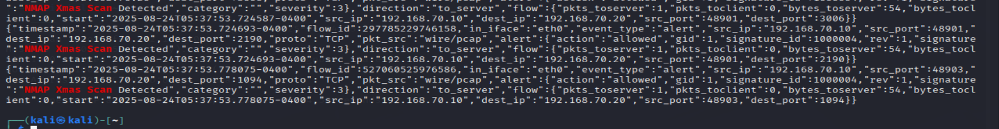 ":"NMAP Xmas Scan Detected","category":"","severity":3},"direction":"to_server","flow":{"pkts_toserver":1,"pkts_toclient":0,"bytes_toserver":54,"bytes_tocl
ient":0,"start":"2025-08-24T05:37:53.724587-0400","src_ip":"192.168.70.10","dest_ip":"192.168.70.20","src_port":48901,"dest_port":3006}}
{"timestamp":"2025-08-24T05:37:53.724693-0400","flow_id":297785229746158,"in_iface":"eth0","event_type":"alert","src_ip":"192.168.70.10","src_port":48901,"
dest_ip":"192.168.70.20","dest_port":2190,"proto":"TCP","pkt_src":"wire/pcap","alert":{"action":"allowed","gid":1,"signature_id":1000004,"rev":1,"signature
":"NMAP Xmas Scan Detected","category":"","severity":3},"direction":"to_server","flow":{"pkts_toserver":1,"pkts_toclient":0,"bytes_toserver":54,"bytes_tocl
ient":0,"start":"2025-08-24T05:37:53.724693-0400","src_ip":"192.168.70.10","dest_ip":"192.168.70.20","src_port":48901,"dest_port":2190}}
{"timestamp":"2025-08-24T05:37:53.778075-0400","flow_id":527060525976586,"in_iface":"eth0","event_type":"alert","src_ip":"192.168.70.10","src_port":48903,"
dest_ip":"192.168.70.20","dest_port":1094,"proto":"TCP","pkt_src":"wire/pcap","alert":{"action":"allowed","gid":1,"signature_id":1000004,"rev":1,"signature
":"NMAP Xmas Scan Detected","category":"","severity":3},"direction":"to_server","flow":{"pkts_toserver":1,"pkts_toclient":0,"bytes_toserver":54,"bytes_tocl
ient":0,"start":"2025-08-24T05:37:53.778075-0400","src_ip":"192.168.70.10","dest_ip":"192.168.70.20","src_port":48903,"dest_port":1094}}
┌──(kali㉿kali)-[~]